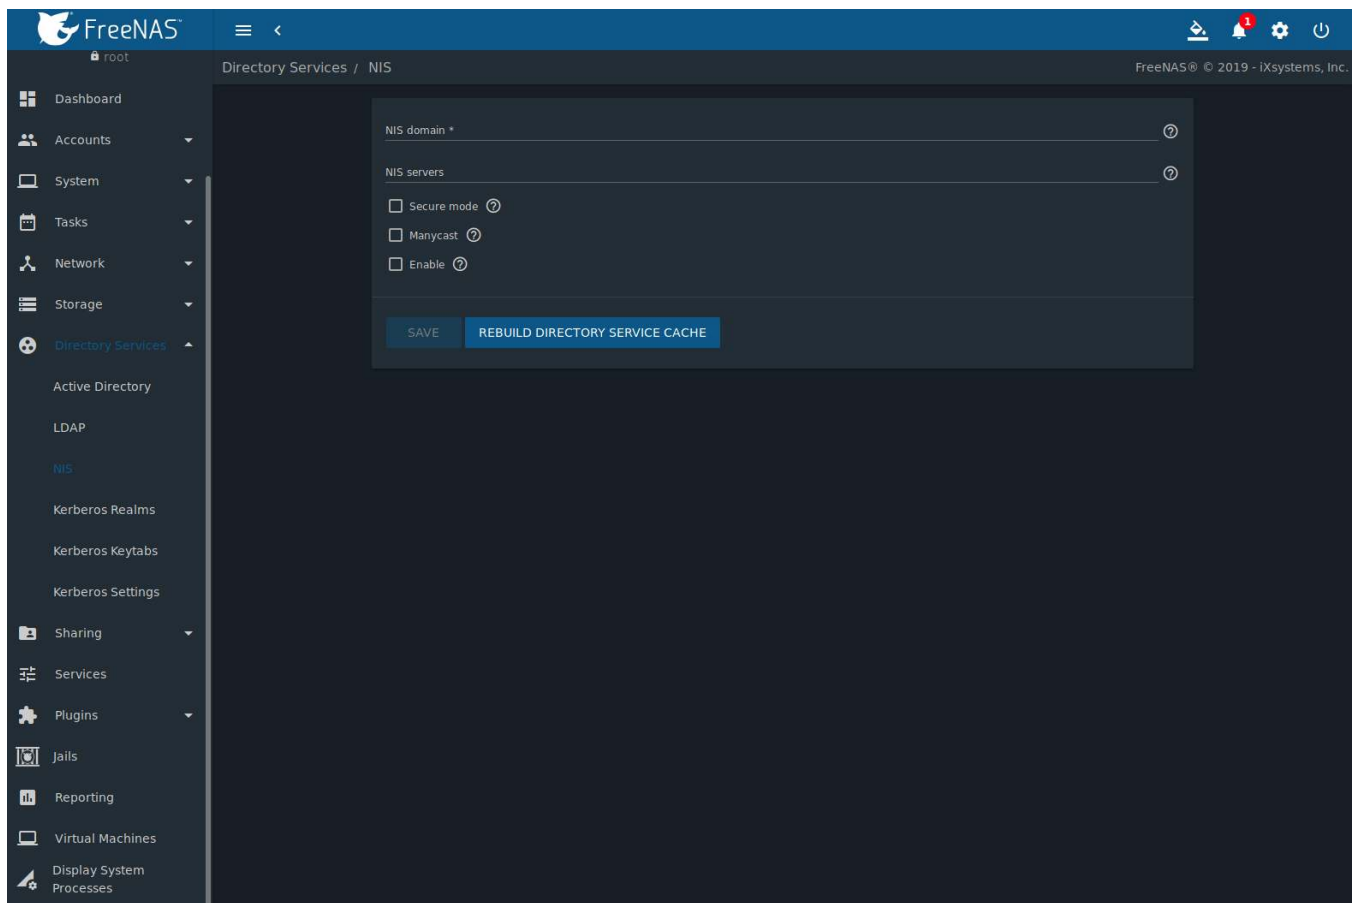 FreeNAS™
1
root
Directory Services / NIS
FreeNAS® © 2019 - iXsystems, Inc.
Dashboard
Accounts
System
Tasks
Network
Storage
Directory Services
Active Directory
LDAP
NIS
Kerberos Realms
Kerberos Keytabs
Kerberos Settings
Sharing
Services
Plugins
Jails
Reporting
Virtual Machines
Display System
Processes
NIS domain *
NIS servers
Secure mode
Manycast
Enable
SAVE
REBUILD DIRECTORY SERVICE CACHE